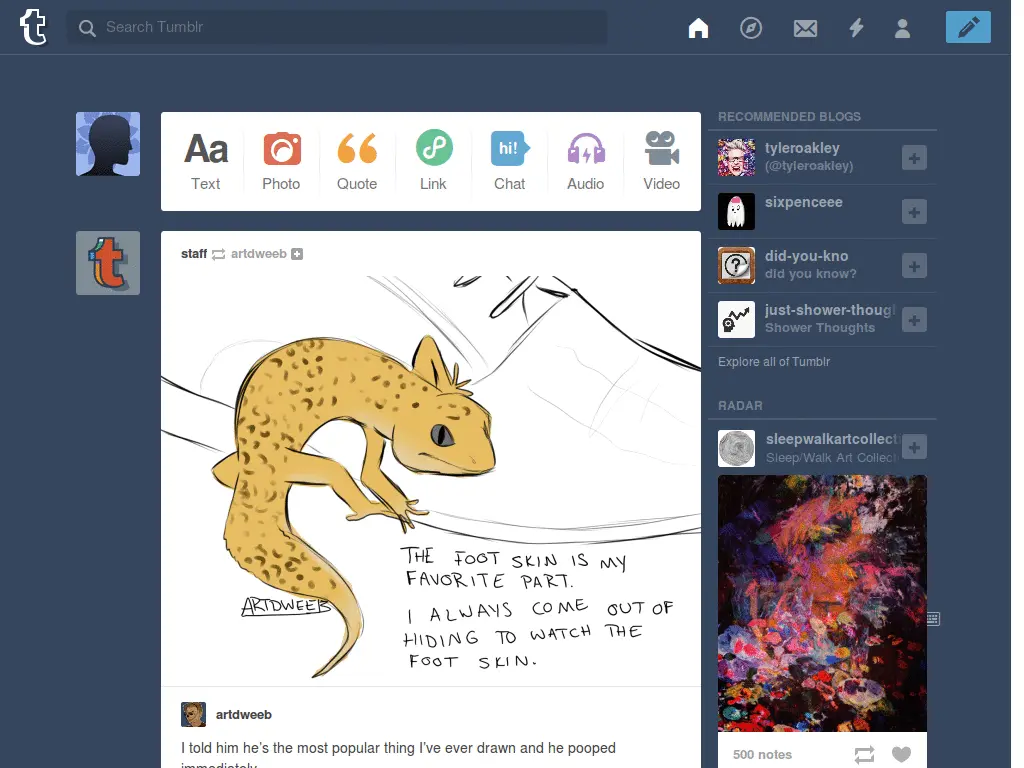 t
Search Tumblr
Aa
hi!
Text
Photo
Quote
Link
Chat
Audio
Video
t
staff artdweeb
THE FOOT SKIN IS MY
FAVORITE PART.
I ALWAYS COME OUT OF
HIDING TO WATCH THE
FOOT SKIN.
ARTDWEEB
artdweeb
I told him he's the most popular thing I've ever drawn and he pooped
immediately
RECOMMENDED BLOGS
tyleroakley
(@tyleroakley)
sixpenceee
did-you-kno
did you know?
just-shower-thougl
Shower Thoughts
Explore all of Tumblr
RADAR
sleepwalkartcollect
Sleep/Walk Art Collect
500 notes